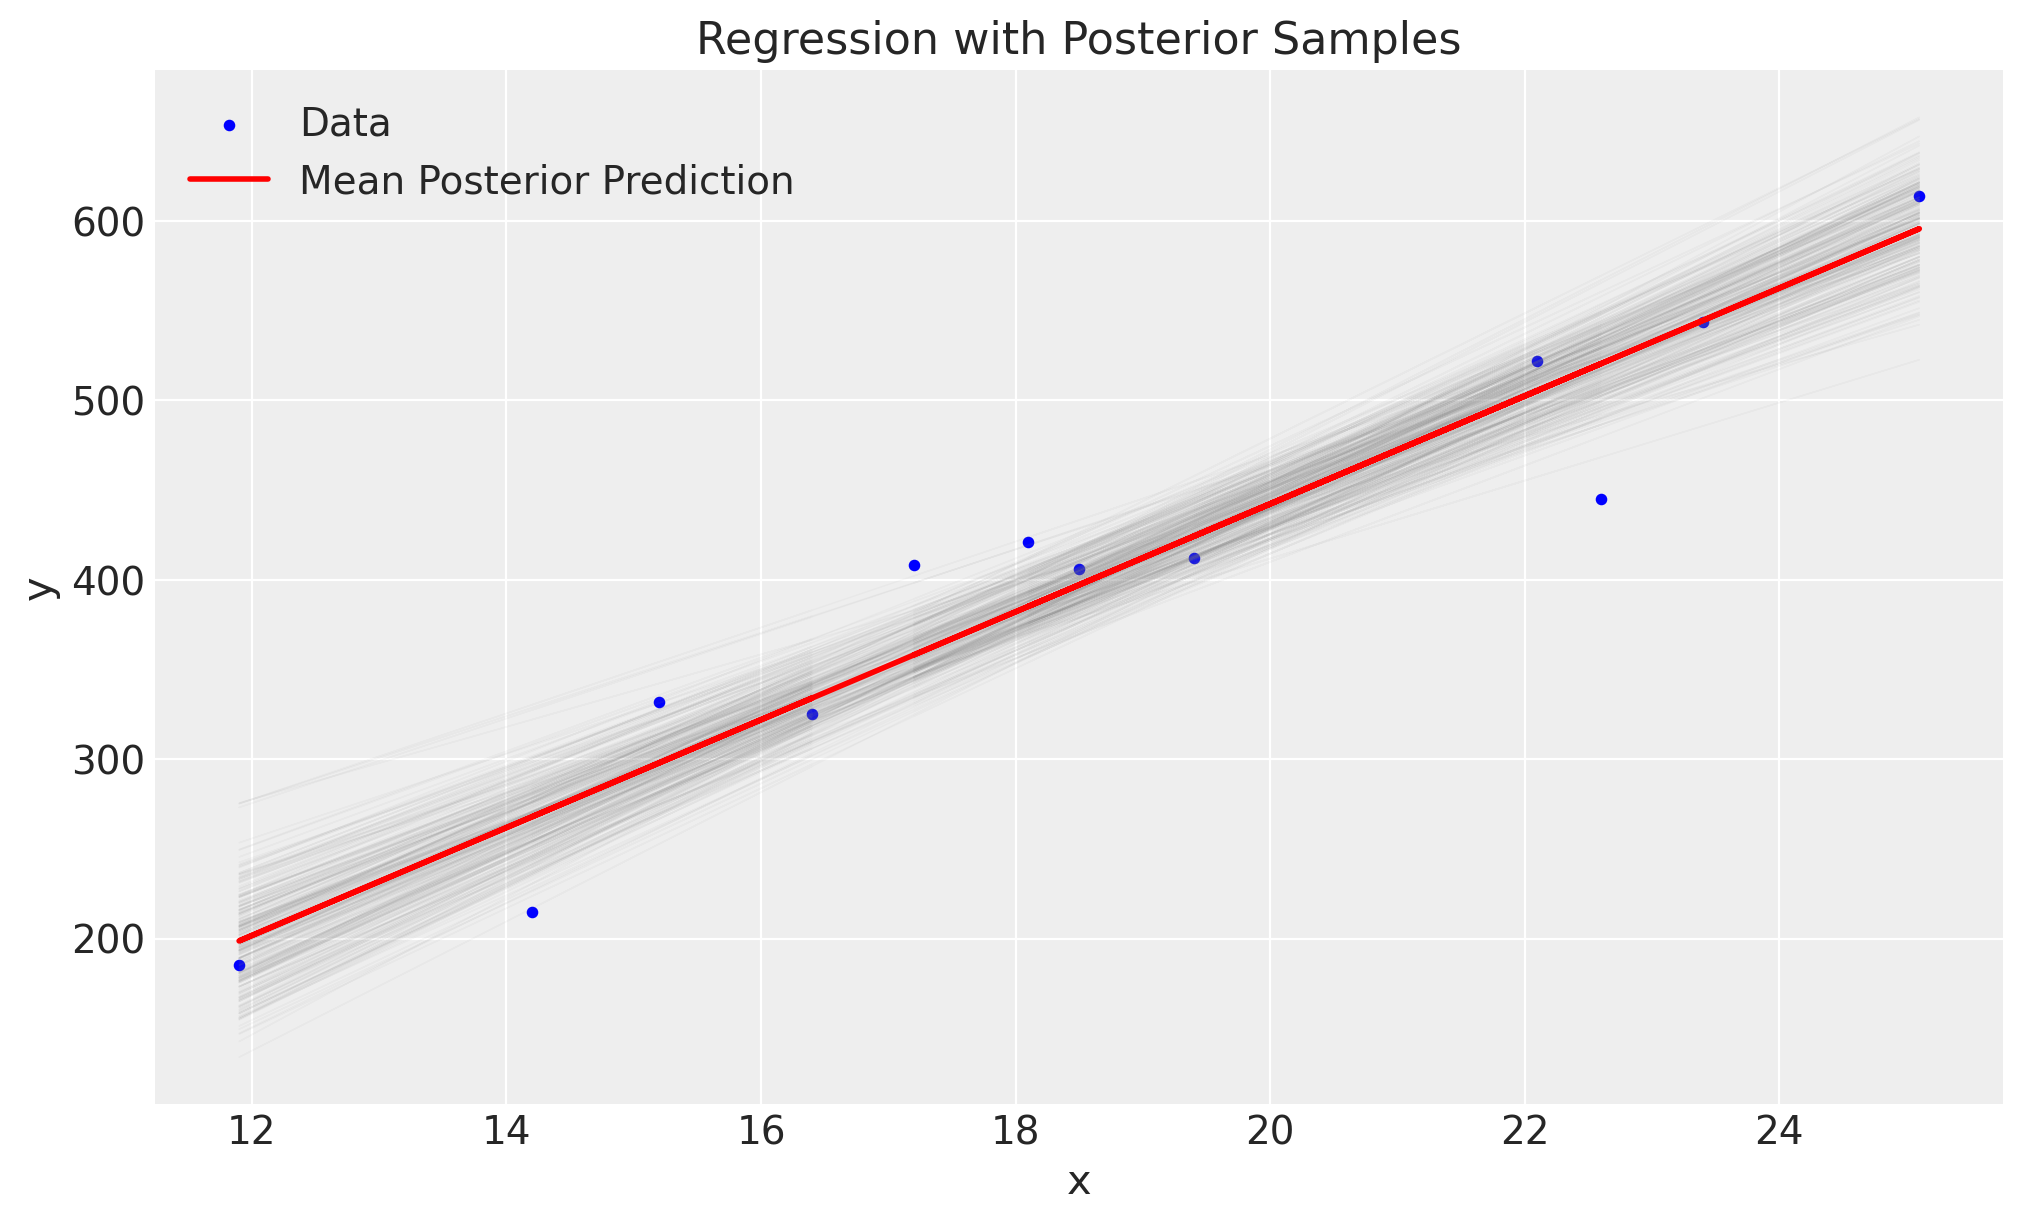 Regression with Posterior Samples
Data
Mean Posterior Prediction
600
500
400
300
200
y
12 14 16 18 20 22 24
x